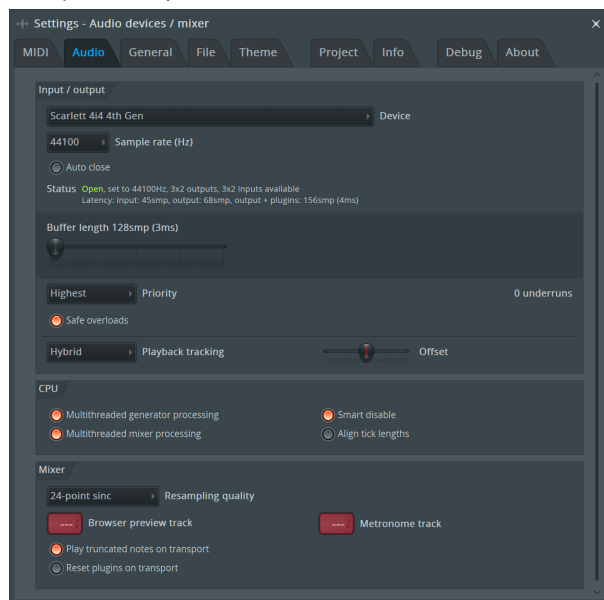 Settings - Audio devices / mixer
MIDI Audio General File Theme Project Info Debug About
Input / output
Scarlett 4i4 4th Gen Device
44100 Sample rate (Hz)
Auto close
Status Open, set to 44100Hz, 3x2 outputs, 3x2 inputs available
Latency: input: 45smp, output: 68smp, output + plugins: 156smp (4ms)
Buffer length 128smp (3ms)
Highest Priority 0 underruns
Safe overloads
Hybrid Playback tracking Offset
CPU
Multithreaded generator processing Smart disable
Multithreaded mixer processing Align tick lengths
Mixer
24-point sinc Resampling quality
--- Browser preview track --- Metronome track
Play truncated notes on transport
Reset plugins on transport